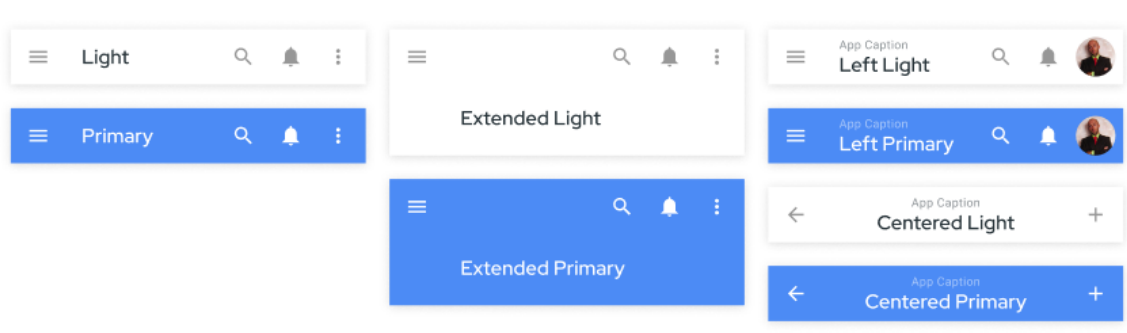 Light
Primary
Extended Light
Extended Primary
App Caption
Left Light
App Caption
Left Primary
App Caption
Centered Light
App Caption
Centered Primary